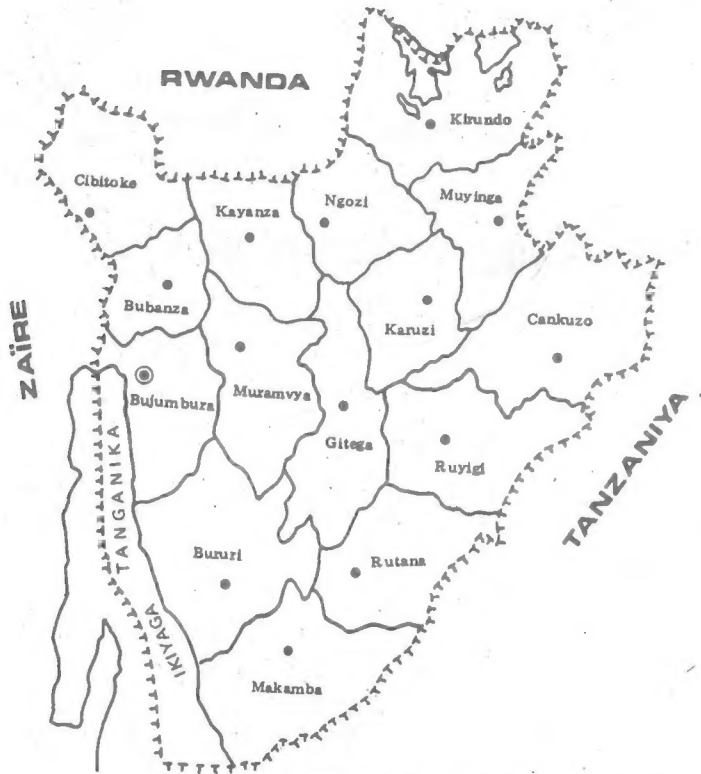 RWANDA
Kirundo
Cibitoke
Ngozi
Muyinga
Kayanza
Bubanza
Karuzi
Cankuzo
ZAÏRE
Muramvya
Bujumbura
Gitega
Ruyigi
TANZANIYA
TANGANIKA
IKIYAGA
Bururi
Rutana
Makamba